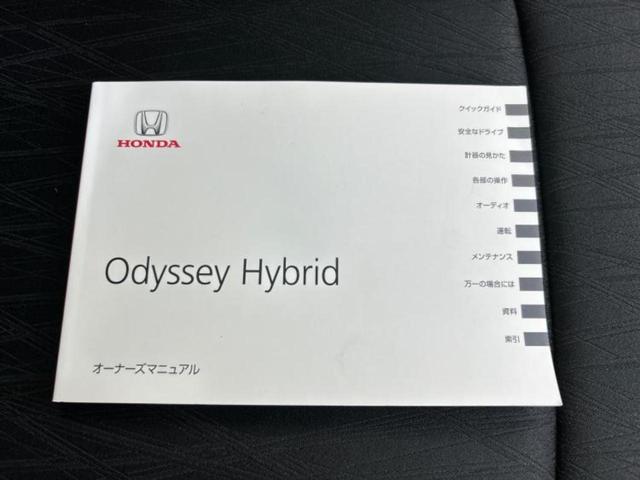 HONDA
Odyssey Hybrid
オーナーズマニュアル
クイックガイド
安全なドライブ
計器の見かた
各部の操作
オーディオ
運転
メンテナンス
万一の場合には
資料
索引